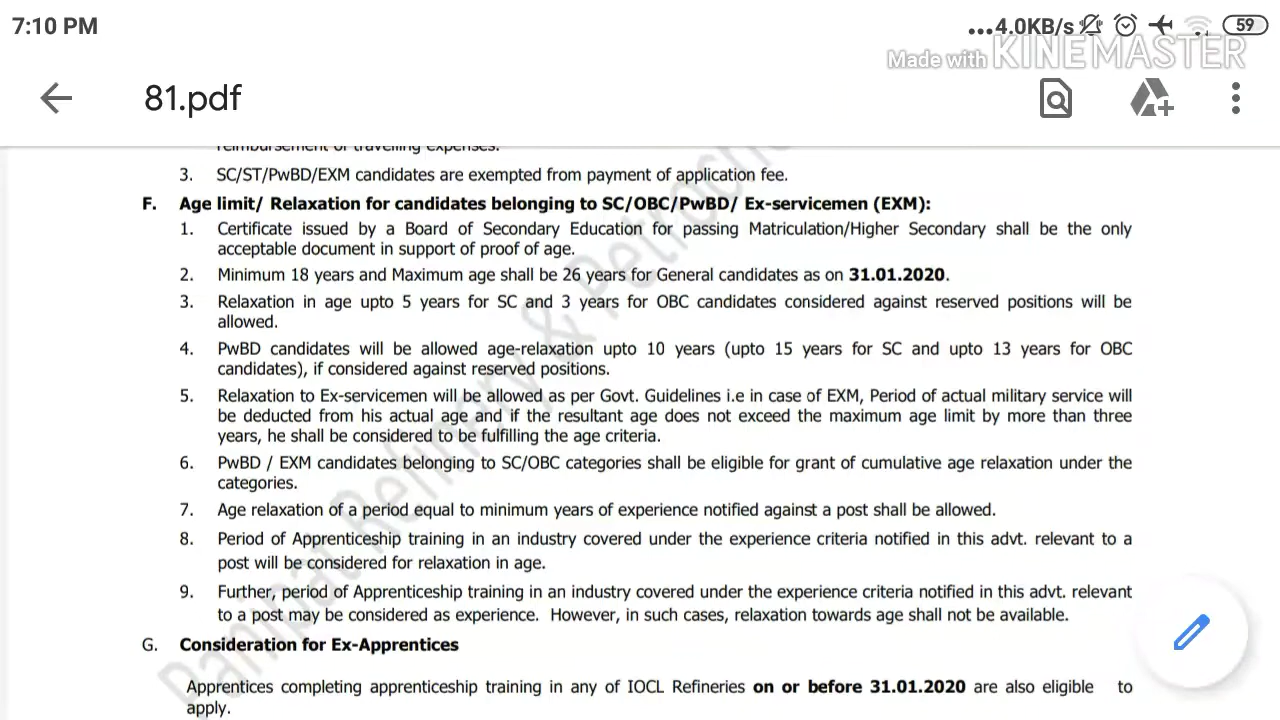 7:10 PM
...4.0KB/s
59
Made with KINEMASTER
81.pdf
reimbursement of travelling expenses.
3. SC/ST/PwBD/EXM candidates are exempted from payment of application fee.
F. Age limit/ Relaxation for candidates belonging to SC/OBC/PwBD/ Ex-servicemen (EXM):
1. Certificate issued by a Board of Secondary Education for passing Matriculation/Higher Secondary shall be the only
acceptable document in support of proof of age.
2. Minimum 18 years and Maximum age shall be 26 years for General candidates as on 31.01.2020.
3. Relaxation in age upto 5 years for SC and 3 years for OBC candidates considered against reserved positions will be
allowed.
4. PwBD candidates will be allowed age-relaxation upto 10 years (upto 15 years for SC and upto 13 years for OBC
candidates), if considered against reserved positions.
5. Relaxation to Ex-servicemen will be allowed as per Govt. Guidelines i.e in case of EXM, Period of actual military service will
be deducted from his actual age and if the resultant age does not exceed the maximum age limit by more than three
years, he shall be considered to be fulfilling the age criteria.
6. PwBD / EXM candidates belonging to SC/OBC categories shall be eligible for grant of cumulative age relaxation under the
categories.
7. Age relaxation of a period equal to minimum years of experience notified against a post shall be allowed.
8. Period of Apprenticeship training in an industry covered under the experience criteria notified in this advt. relevant to a
post will be considered for relaxation in age.
9. Further, period of Apprenticeship training in an industry covered under the experience criteria notified in this advt. relevant
to a post may be considered as experience. However, in such cases, relaxation towards age shall not be available.
G. Consideration for Ex-Apprentices
Apprentices completing apprenticeship training in any of IOCL Refineries on or before 31.01.2020 are also eligible to
apply.
Panipat Refinery & Petroch